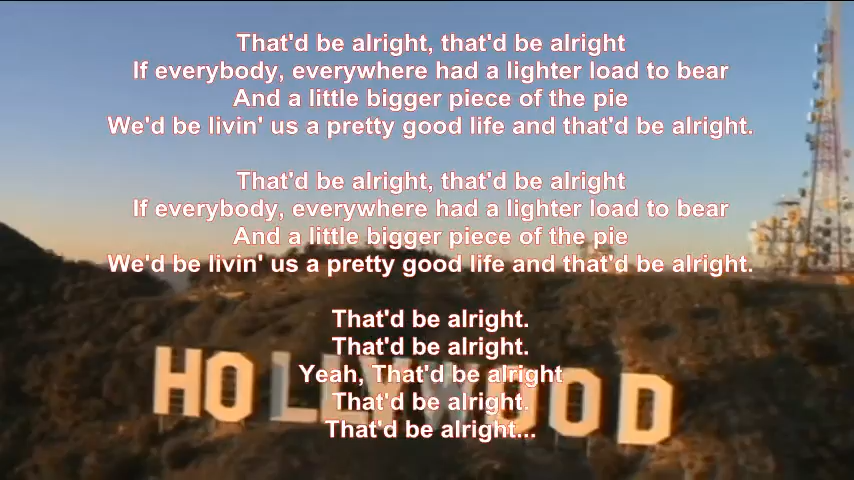 That'd be alright, that'd be alright
If everybody, everywhere had a lighter load to bear
And a little bigger piece of the pie
We'd be livin' us a pretty good life and that'd be alright.
That'd be alright, that'd be alright
If everybody, everywhere had a lighter load to bear
And a little bigger piece of the pie
We'd be livin' us a pretty good life and that'd be alright.
That'd be alright.
That'd be alright.
Yeah, That'd be alright
That'd be alright.
That'd be alright...
HOLLYWOOD